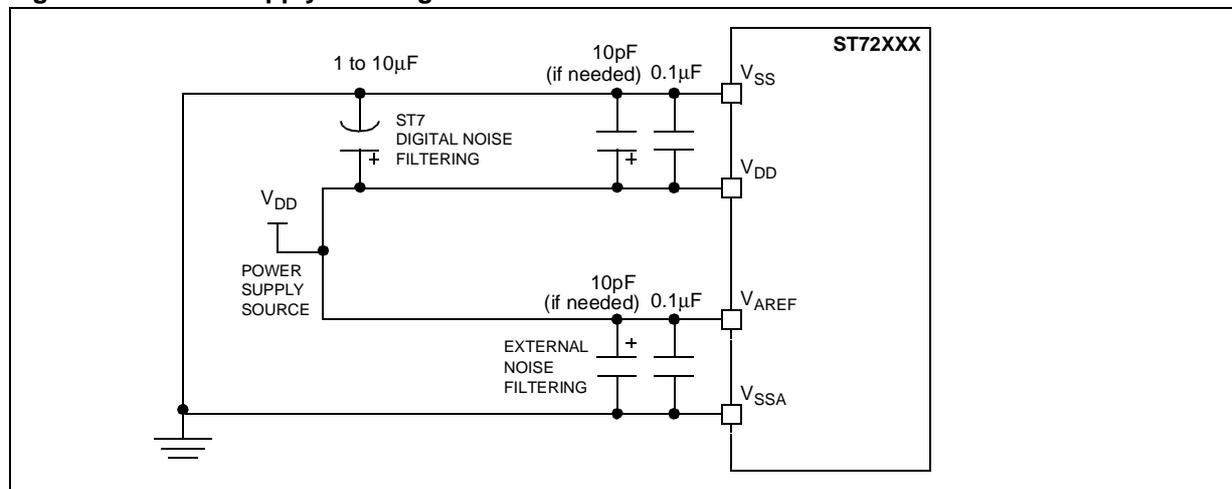 ST72XXX
10pF
(if needed) 0.1μF
1 to 10μF
VSS
ST7
DIGITAL NOISE
FILTERING
+
+
VDD
VDD
POWER
SUPPLY
SOURCE
10pF
(if needed) 0.1μF
VAREF
EXTERNAL
NOISE
FILTERING
+
VSSA